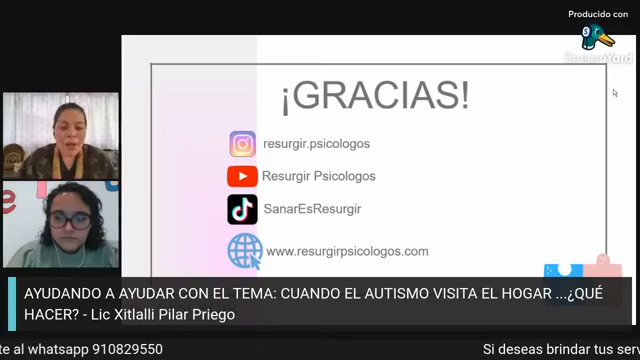 Producido con
StreamYard
¡GRACIAS!
resurgir.psicologos
Resurgir Psicologos
SanarEsResurgir
www.resurgirpsicologos.com
AYUDANDO A AYUDAR CON EL TEMA: CUANDO EL AUTISMO VISITA EL HOGAR ...¿QUÉ
HACER? - Lic Xitlalli Pilar Priego
te al whatsapp 910829550
Si deseas brindar tus serv